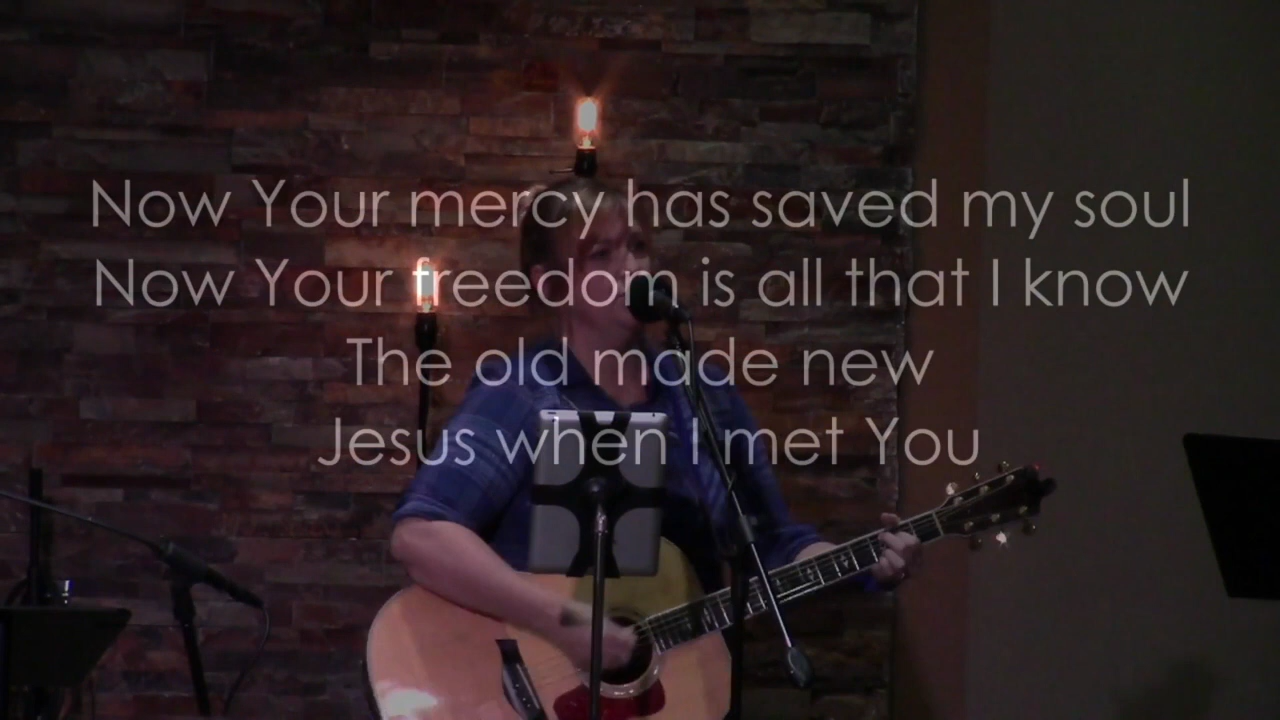 Now Your mercy has saved my soul
Now Your freedom is all that I know
The old made new
Jesus when I met You